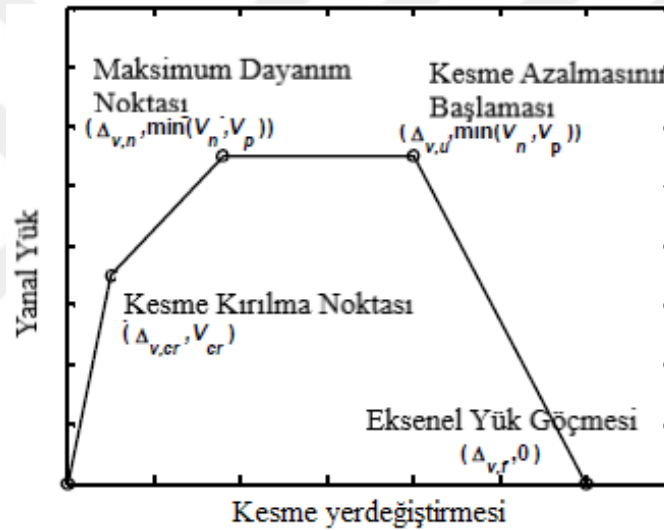 Maksimum Dayanım
Noktası
(Δv,n,min(Vn,Vp))
Kesme Azalmasının
Başlaması
(Δv,u,min(Vn,Vp))
Yanal Yük
Kesme Kırılma Noktası
(Δv,cr,Vcr)
Eksenel Yük Göçmesi
(Δv,f,0)
Kesme yerdeğiştirmesi